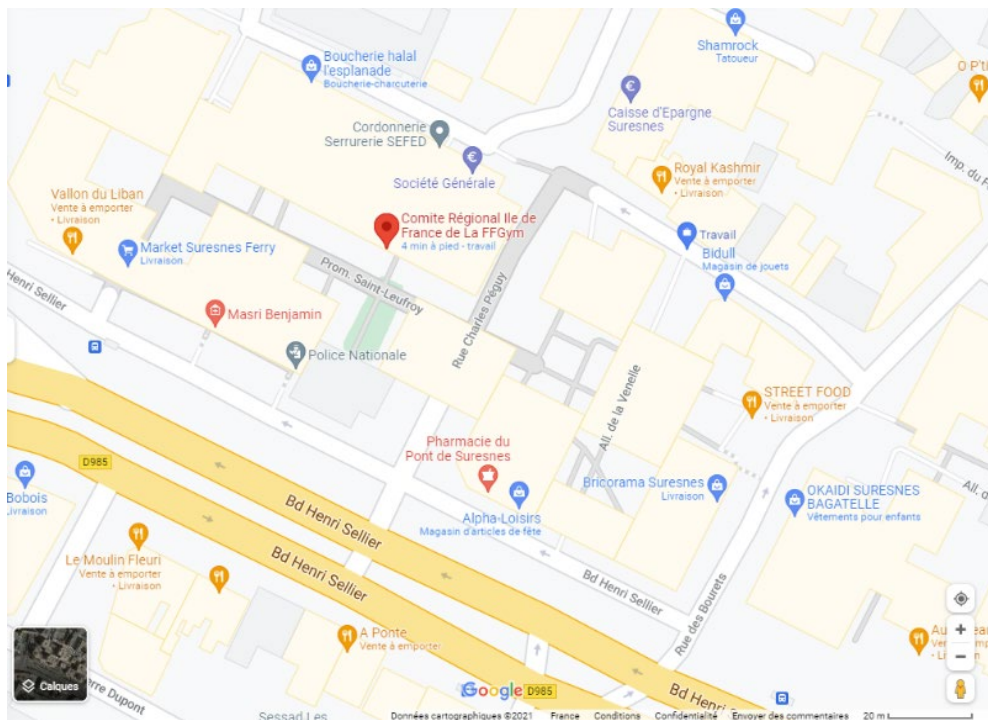 Shamrock
Tatoueur
Boucherie halal
l'esplanade
Boucherie-charcuterie
O P'ti
Caisse d'Epargne
Suresnes
Cordonnerie
Serrurerie SEFED
Société Générale
Royal Kashmir
Vente à emporter
• Livraison
Vallon du Liban
Vente à emporter
• Livraison
Comite Régional Ile de
France de La FFGym
4 min à pied - travail
Travail
Bidull
Magasin de jouets
Market Suresnes Ferry
Livraison
Prom. Saint-Leufroy
Henri Sellier
Masri Benjamin
Rue Charles Péguy
Police Nationale
All. de la Venelle
STREET FOOD
Vente à emporter
• Livraison
Pharmacie du
Pont de Suresnes
D985
Bobois
Livraison
Bricorama Suresnes
Livraison
OKAIDI SURESNES
BAGATELLE
Vêtements pour enfants
Alpha-Loisirs
Magasin d'articles de fête
Bd Henri Sellier
Le Moulin Fleuri
Vente à emporter
• Livraison
Bd Henri Sellier
Bd Henri Sellier
Rue des Bourets
A Ponte
Vente à emporter
Calques
Google
D985
Données cartographiques ©2021 France Conditions Confidentialité Envoyer des commentaires 20 m